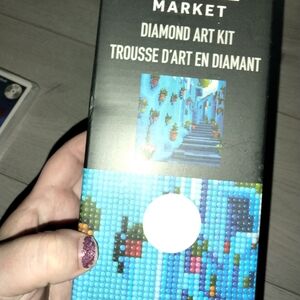 MARKET
DIAMOND ART KIT
TROUSSE D'ART EN DIAMANT